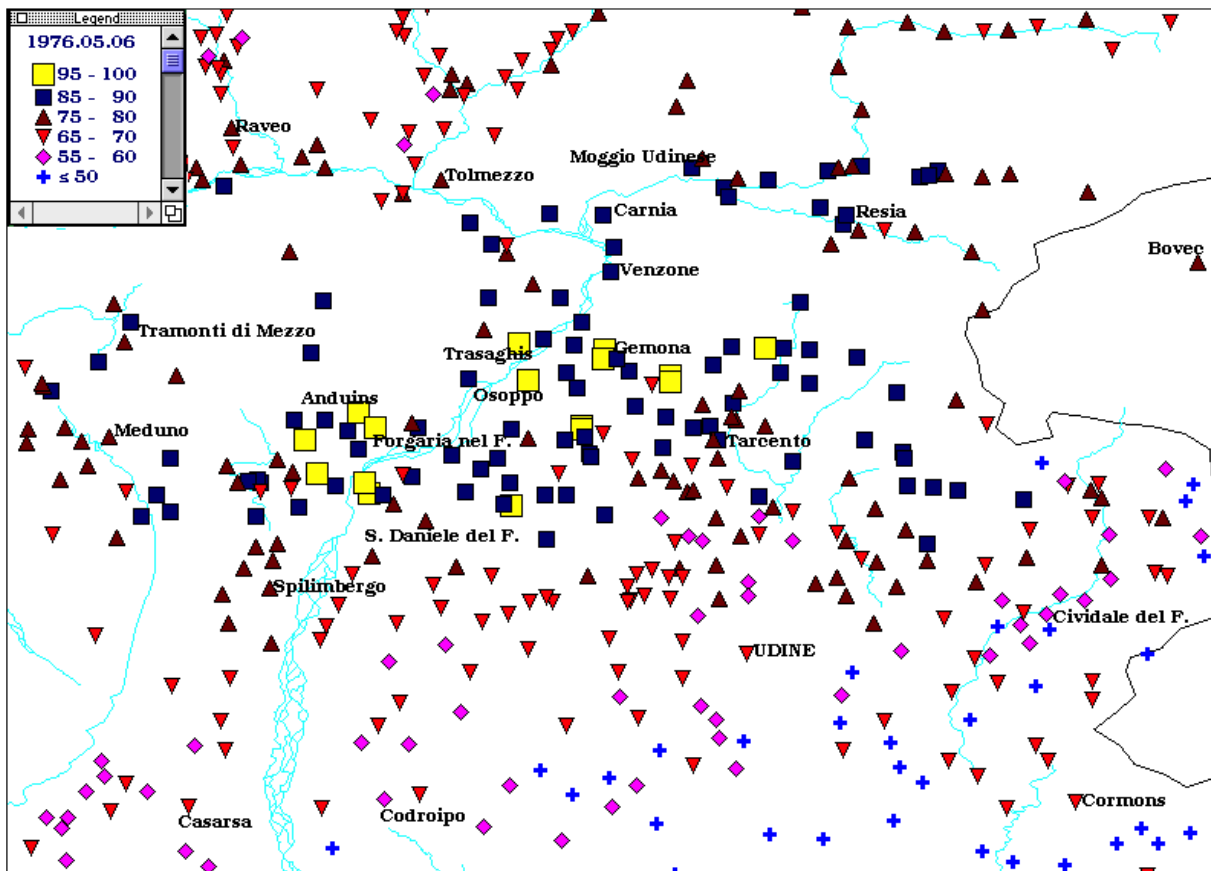 Legend
1976.05.06
95 - 100
85 - 90
75 - 80
65 - 70
55 - 60
≤ 50
Raveo
Moggio Udinese
Tolmezzo
Carnia
Resia
Bovec
Venzone
Tramonti di Mezzo
Gemona
Trasaghis
Anduins
Osoppo
Meduno
Forgaria nel F.
Tarcento
S. Daniele del F.
Spilimbergo
Cividale del F.
UDINE
Cormons
Casarsa
Codroipo